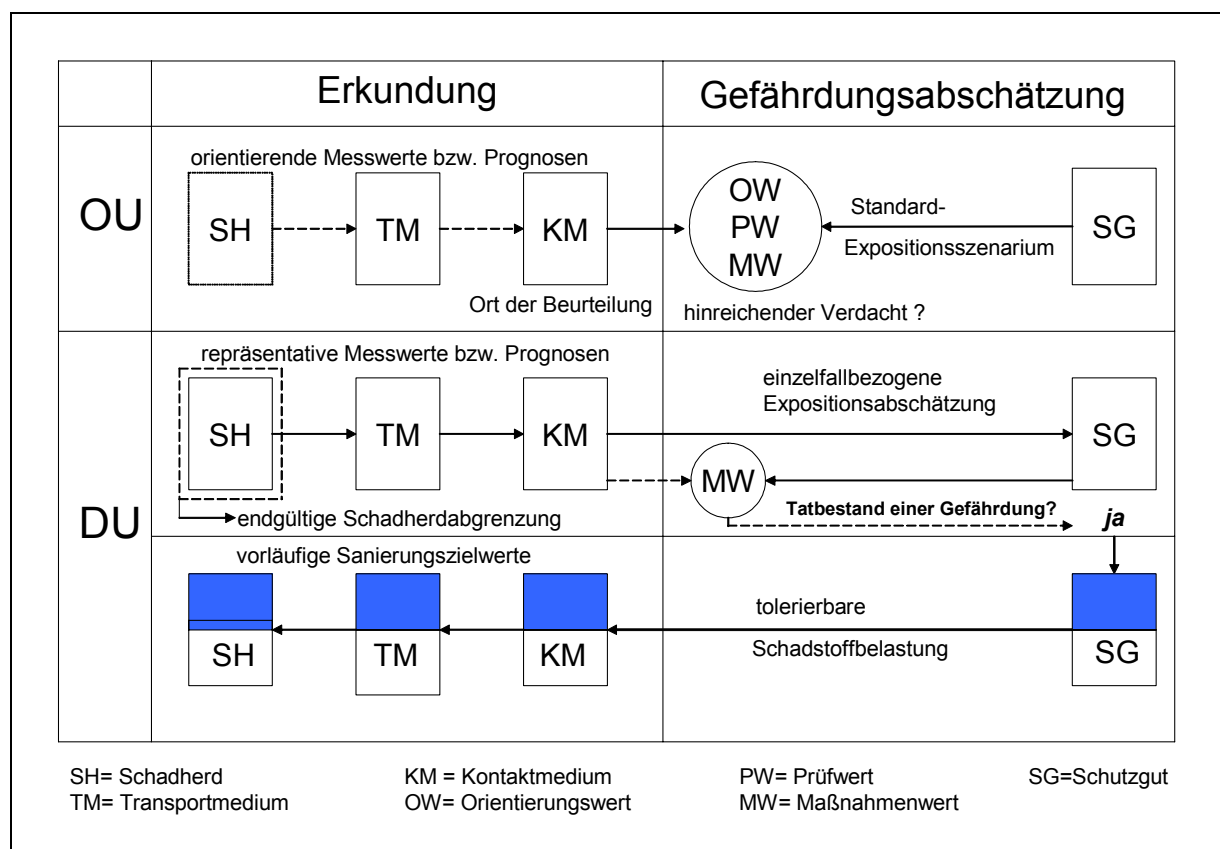 Erkundung
Gefährdungsabschätzung
OU
orientierende Messwerte bzw. Prognosen
SH
TM
KM
Ort der Beurteilung
OW
PW
MW
Standard-
Expositionsszenarium
SG
hinreichender Verdacht ?
DU
repräsentative Messwerte bzw. Prognosen
SH
TM
KM
endgültige Schadherdabgrenzung
einzelfallbezogene
Expositionsabschätzung
SG
MW
Tatbestand einer Gefährdung?
ja
vorläufige Sanierungszielwerte
SH
TM
KM
tolerierbare
Schadstoffbelastung
SG
SH= Schadherd
KM = Kontaktmedium
PW= Prüfwert
SG=Schutzgut
TM= Transportmedium
OW= Orientierungswert
MW= Maßnahmenwert